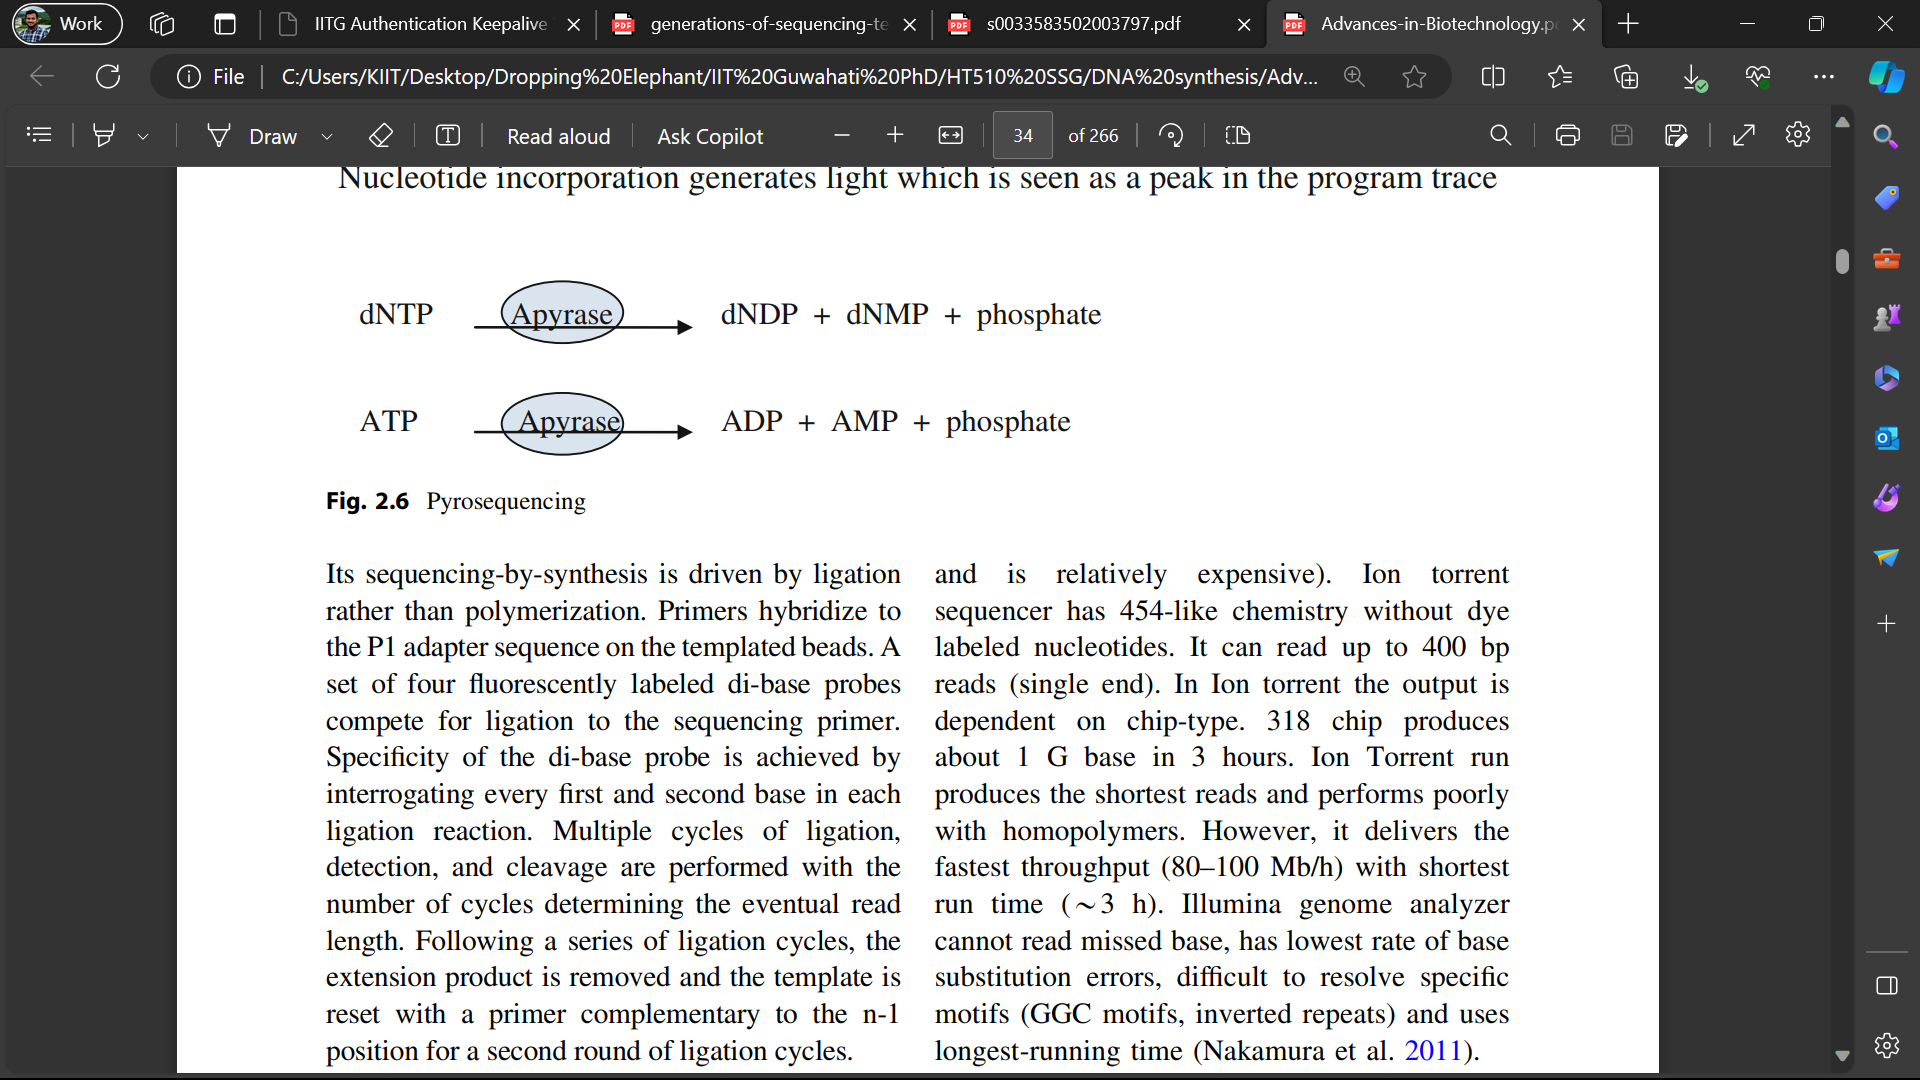 Work
IITG Authentication Keepalive
generations-of-sequencing-te
s0033583502003797.pdf
Advances-in-Biotechnology.p
File
C:/Users/KIIT/Desktop/Dropping%20Elephant/IIT%20Guwahati%20PhD/HT510%20SSG/DNA%20synthesis/Adv...
Draw
Read aloud
Ask Copilot
34
of 266
Nucleotide incorporation generates light which is seen as a peak in the program trace
dNTP Apyrase dNDP + dNMP + phosphate
ATP Apyrase ADP + AMP + phosphate
Fig. 2.6 Pyrosequencing
Its sequencing-by-synthesis is driven by ligation
rather than polymerization. Primers hybridize to
the P1 adapter sequence on the templated beads. A
set of four fluorescently labeled di-base probes
compete for ligation to the sequencing primer.
Specificity of the di-base probe is achieved by
interrogating every first and second base in each
ligation reaction. Multiple cycles of ligation,
detection, and cleavage are performed with the
number of cycles determining the eventual read
length. Following a series of ligation cycles, the
extension product is removed and the template is
reset with a primer complementary to the n-1
position for a second round of ligation cycles.
and is relatively expensive). Ion torrent
sequencer has 454-like chemistry without dye
labeled nucleotides. It can read up to 400 bp
reads (single end). In Ion torrent the output is
dependent on chip-type. 318 chip produces
about 1 G base in 3 hours. Ion Torrent run
produces the shortest reads and performs poorly
with homopolymers. However, it delivers the
fastest throughput (80–100 Mb/h) with shortest
run time (~3 h). Illumina genome analyzer
cannot read missed base, has lowest rate of base
substitution errors, difficult to resolve specific
motifs (GGC motifs, inverted repeats) and uses
longest-running time (Nakamura et al. 2011).